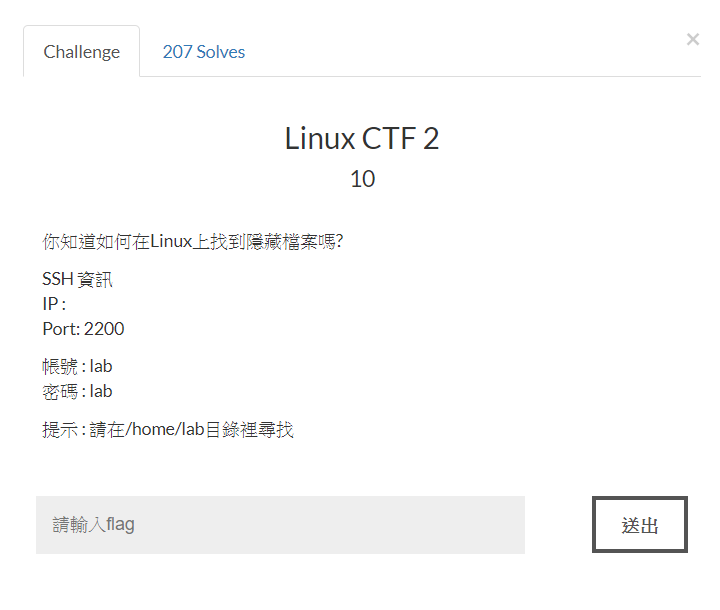 Challenge
207 Solves
×
Linux CTF 2
10
你知道如何在Linux上找到隱藏檔案嗎?
SSH 資訊
IP :
Port: 2200
帳號 : lab
密碼 : lab
提示 : 請在/home/lab目錄裡尋找
請輸入flag
送出